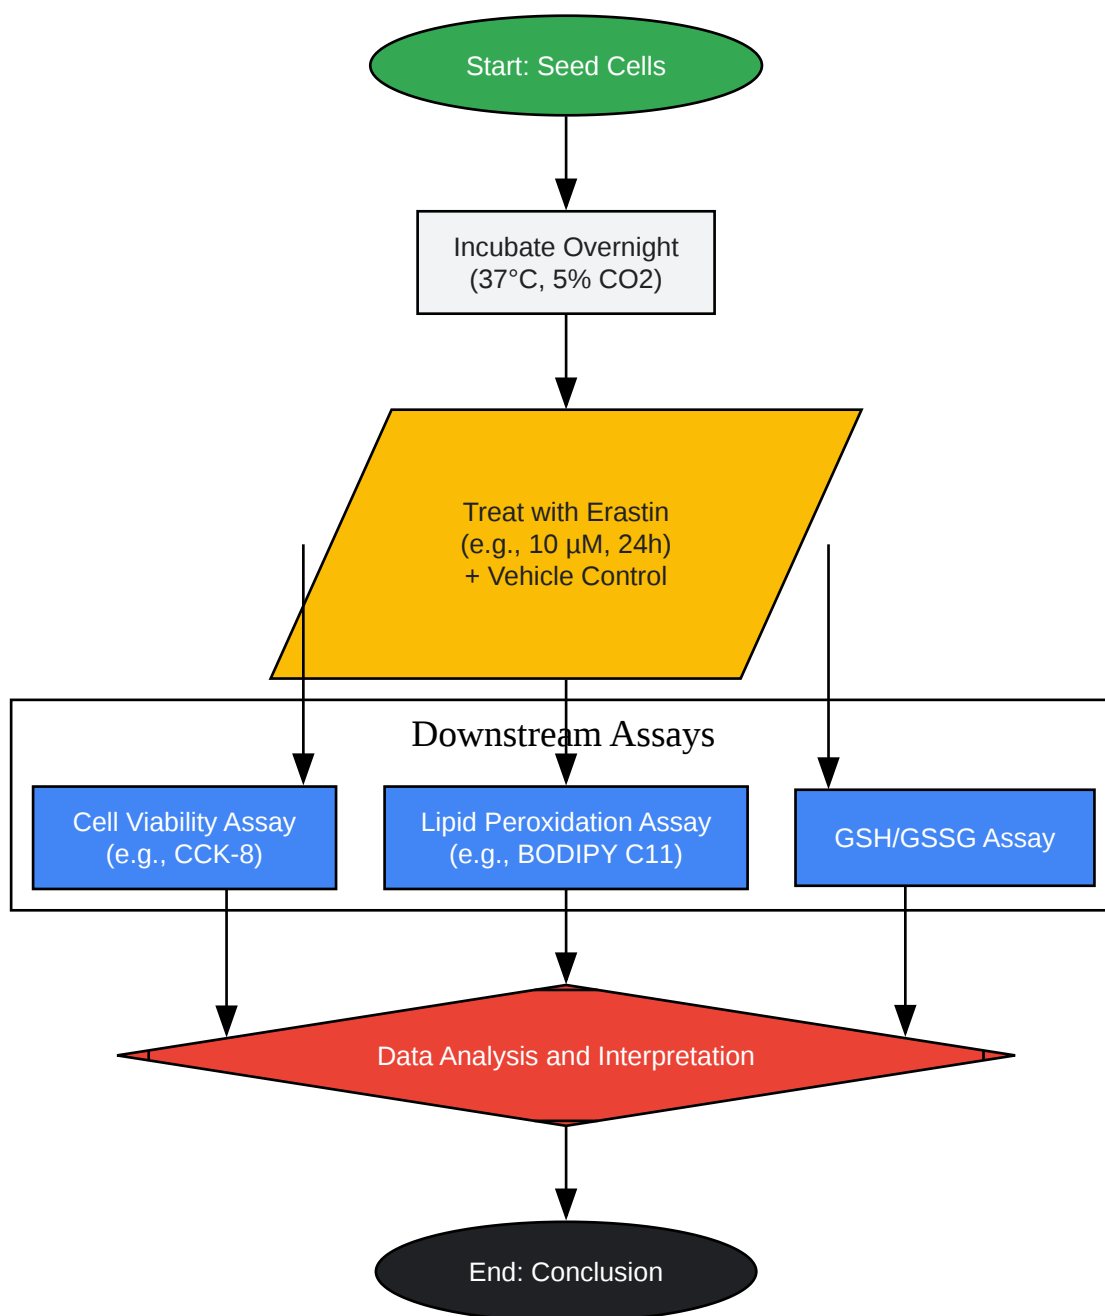 Start: Seed Cells
Incubate Overnight
(37°C, 5% CO2)
Treat with Erastin
(e.g., 10 µM, 24h)
+ Vehicle Control
Downstream Assays
Cell Viability Assay
(e.g., CCK-8)
Lipid Peroxidation Assay
(e.g., BODIPY C11)
GSH/GSSG Assay
Data Analysis and Interpretation
End: Conclusion